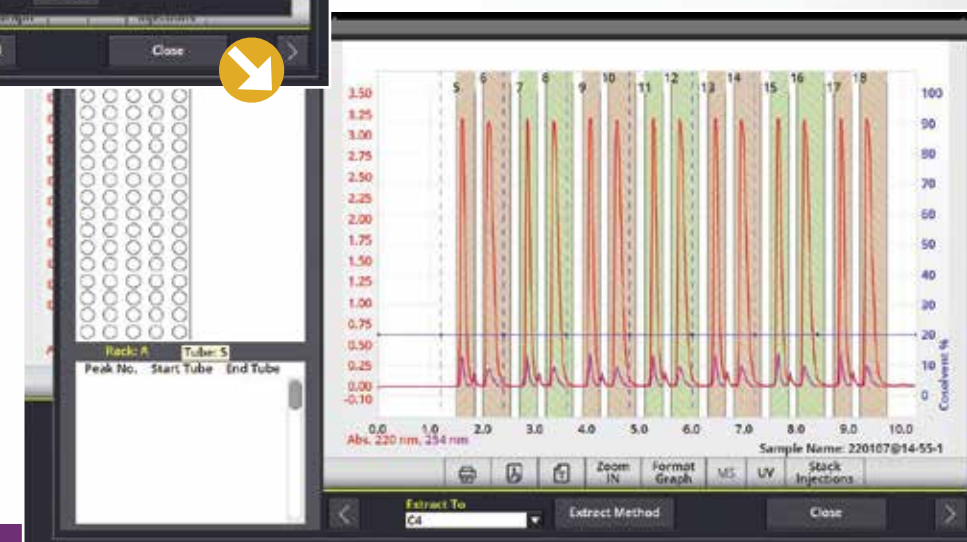 Close
Rack: A Tube: 5
Peak No. Start Tube End Tube
5 6 7 8 9 10 11 12 13 14 15 16 17 18
3.50
3.25
3.00
2.75
2.50
2.25
2.00
1.75
1.50
1.25
1.00
0.75
0.50
0.25
0.00
-0.10
100
90
80
70
60
50
40
30
20
10
0
Cosolvent %
0.0 1.0 2.0 3.0 4.0 5.0 6.0 7.0 8.0 9.0 10.0
Abs. 220 nm, 254 nm
Sample Name: 220107@14-55-1
Zoom IN
Format Graph
MS
UV
Stack Injections
Extract To
C4
Extract Method
Close